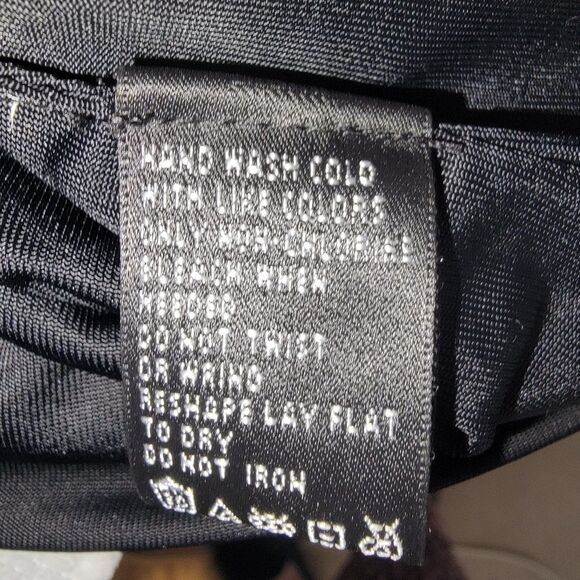 HAND WASH COLD
WITH LIKE COLORS
ONLY NON-CHLORINE
BLEACH WHEN
NEEDED
DO NOT TWIST
OR WRING
RESHAPE LAY FLAT
TO DRY
DO NOT IRON